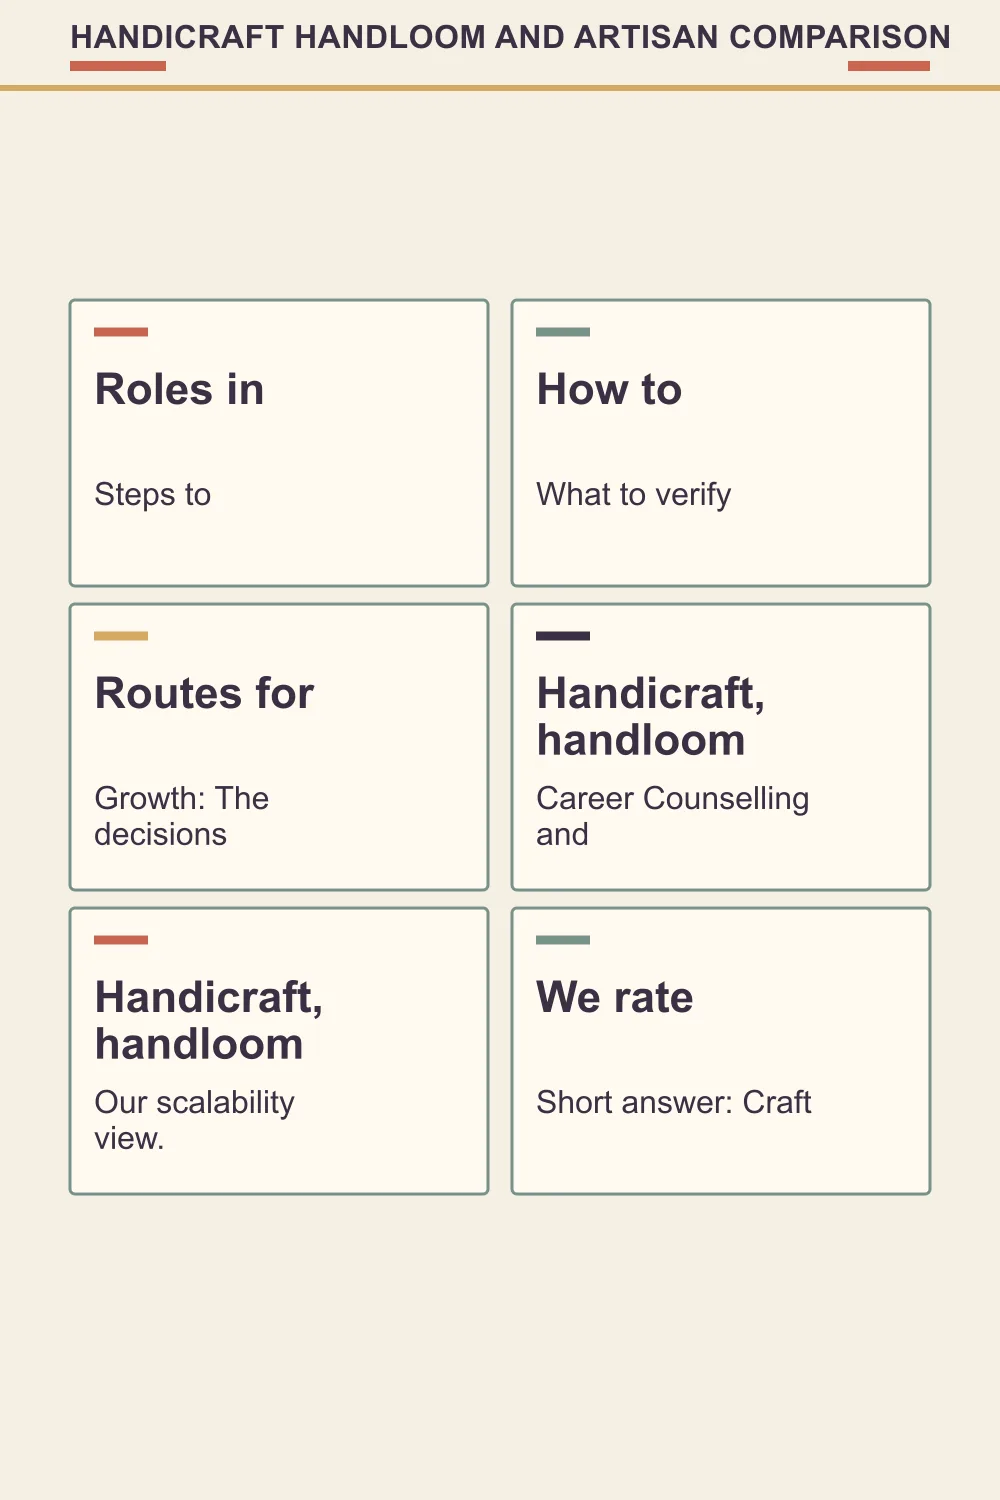 HANDICRAFT HANDLOOM AND ARTISAN COMPARISON
Roles in
Steps to
How to
What to verify
Routes for
Growth: The
decisions
Handicraft,
handloom
Career Counselling
and
Handicraft,
handloom
Our scalability
view.
We rate
Short answer: Craft